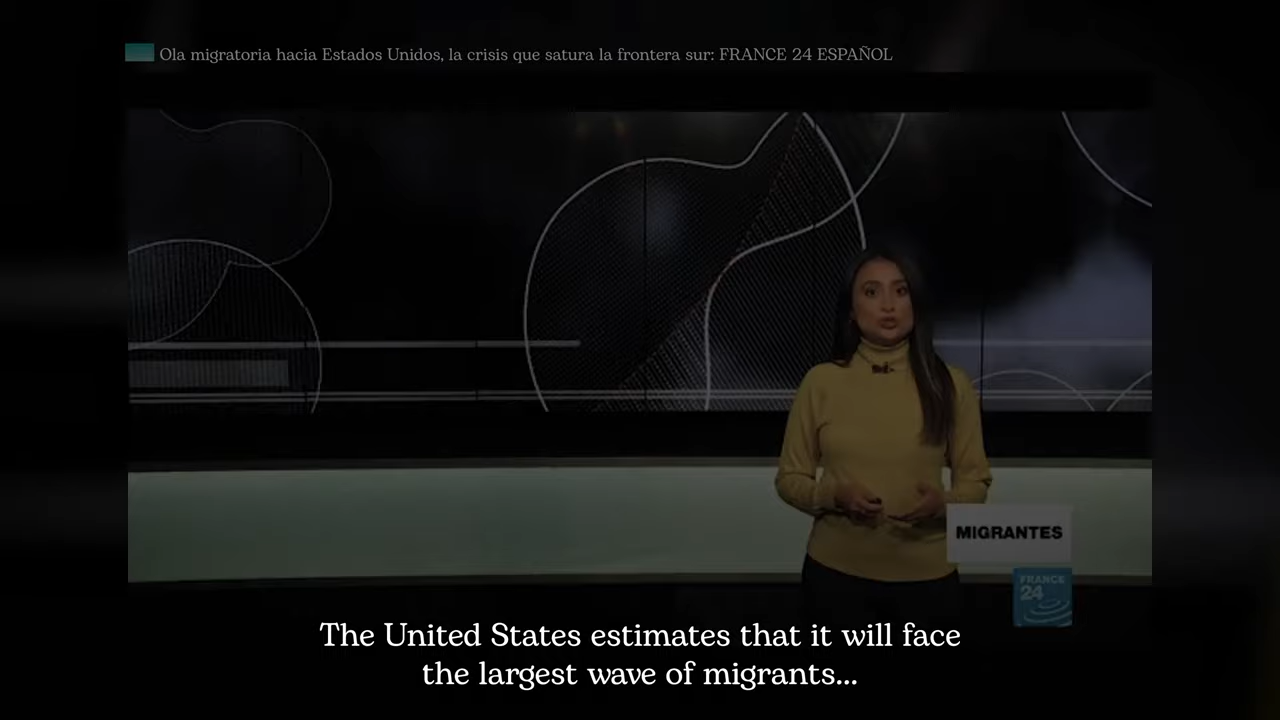 Ola migratoria hacia Estados Unidos, la crisis que satura la frontera sur: FRANCE 24 ESPAÑOL
MIGRANTES
FRANCE
24
The United States estimates that it will face
the largest wave of migrants...